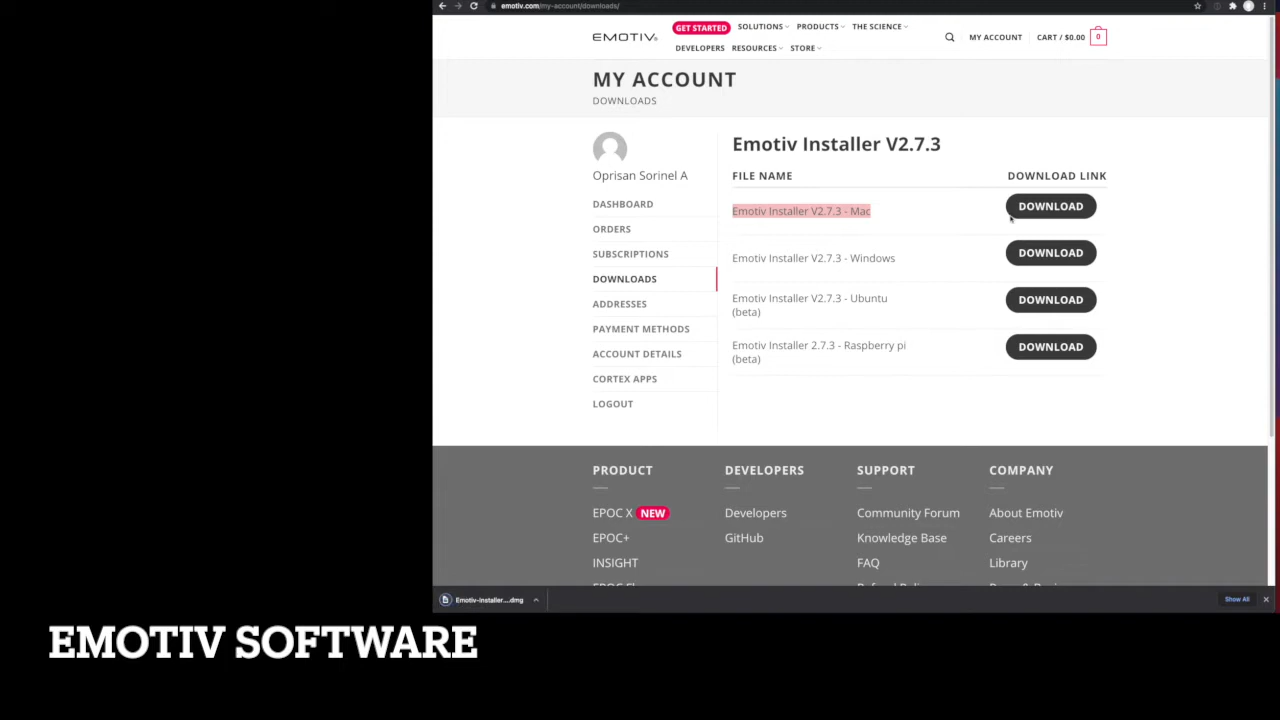 emotiv.com/my-account/downloads/
EMOTIV
GET STARTED
SOLUTIONS
PRODUCTS
THE SCIENCE
DEVELOPERS
RESOURCES
STORE
MY ACCOUNT
CART / $0.00
0
MY ACCOUNT
DOWNLOADS
Oprisan Sorinel A
DASHBOARD
ORDERS
SUBSCRIPTIONS
DOWNLOADS
ADDRESSES
PAYMENT METHODS
ACCOUNT DETAILS
CORTEX APPS
LOGOUT
Emotiv Installer V2.7.3
FILE NAME DOWNLOAD LINK
Emotiv Installer V2.7.3 - Mac DOWNLOAD
Emotiv Installer V2.7.3 - Windows DOWNLOAD
Emotiv Installer V2.7.3 - Ubuntu
(beta)
DOWNLOAD
Emotiv Installer 2.7.3 - Raspberry pi
(beta)
DOWNLOAD
PRODUCT
EPOC X NEW
EPOC+
INSIGHT
DEVELOPERS
Developers
GitHub
SUPPORT
Community Forum
Knowledge Base
FAQ
COMPANY
About Emotiv
Careers
Library
Emotiv-installer....dmg
Show All
EMOTIV SOFTWARE